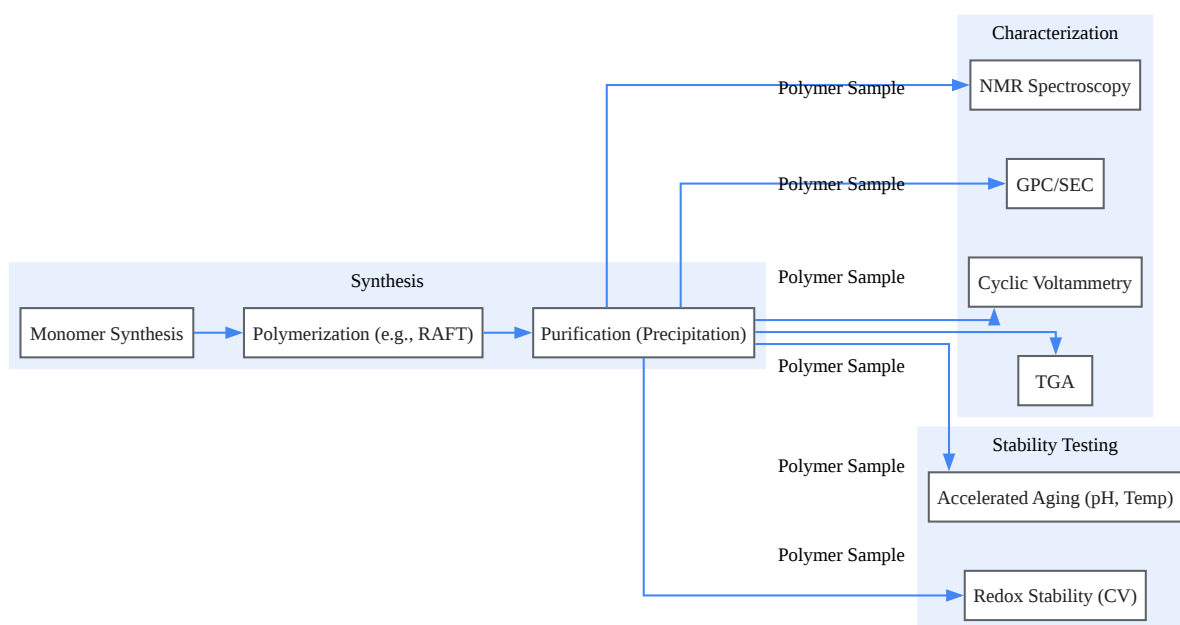 Characterization
NMR Spectroscopy
Polymer Sample
GPC/SEC
Polymer Sample
Cyclic Voltammetry
Polymer Sample
Synthesis
Monomer Synthesis
Polymerization (e.g., RAFT)
Purification (Precipitation)
TGA
Polymer Sample
Stability Testing
Polymer Sample
Accelerated Aging (pH, Temp)
Polymer Sample
Redox Stability (CV)